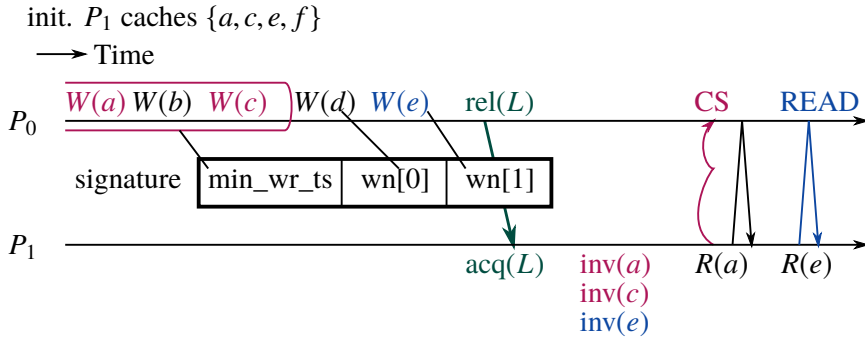 init. P₁ caches {a, c, e, f}
Time
W(a) W(b) W(c) W(d) W(e) rel(L) CS READ
P₀
signature min_wr_ts wn[0] wn[1]
P₁
acq(L) inv(a) R(a) R(e)
inv(c)
inv(e)